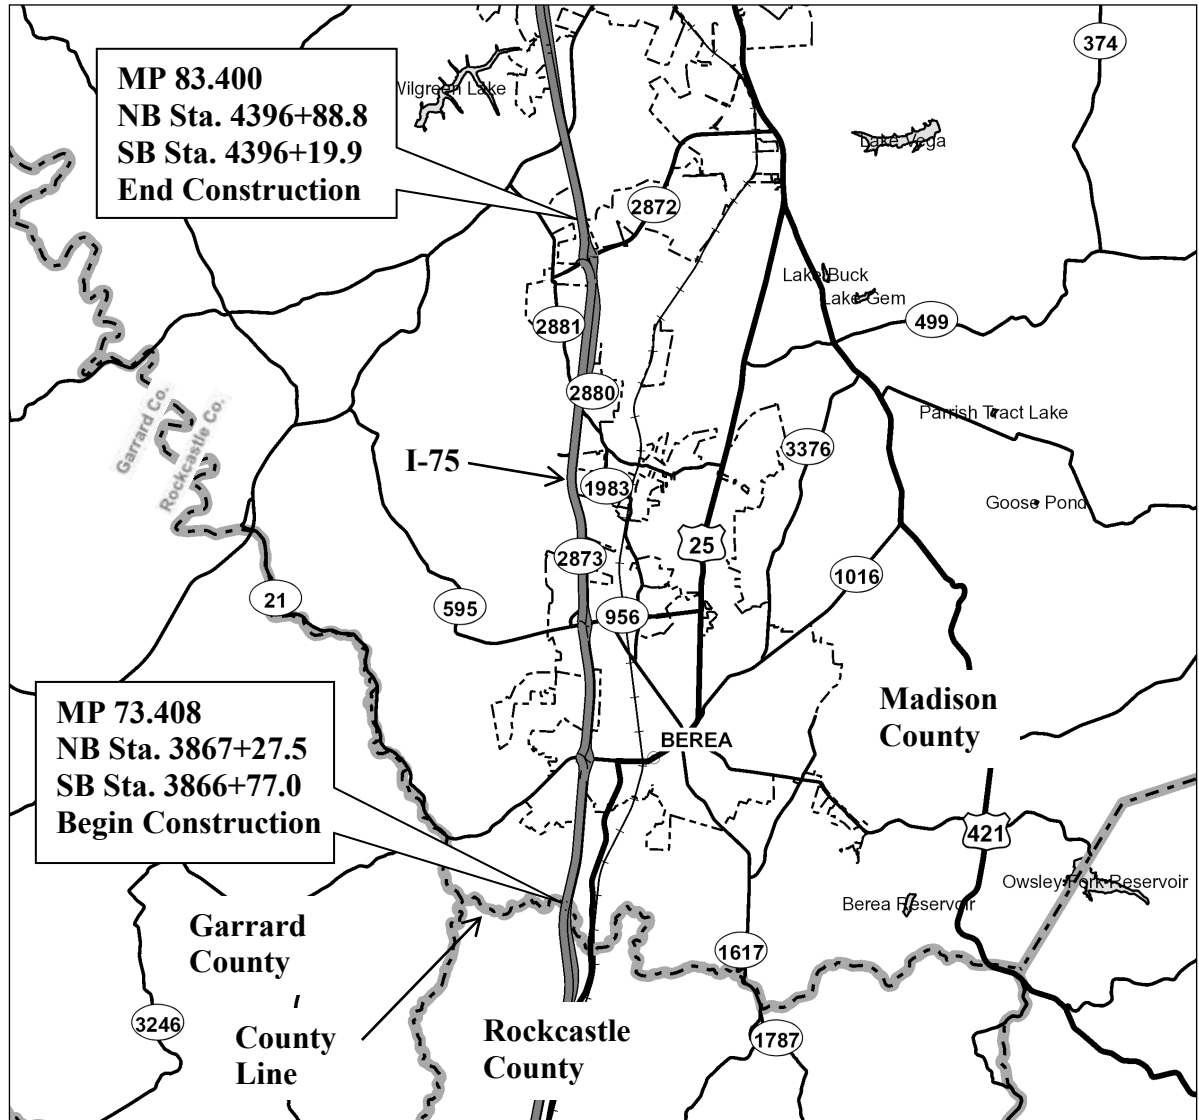 374
MP 83.400
NB Sta. 4396+88.8
SB Sta. 4396+19.9
End Construction
Wilgreen Lake
Lake Vega
2872
Lake Buck
Lake Gem
499
2881
2880
Parrish Tract Lake
Garrard Co.
Rockcastle Co.
3376
I-75
1983
Goose Pond
25
2873
1016
21
595
956
MP 73.408
NB Sta. 3867+27.5
SB Sta. 3866+77.0
Begin Construction
Madison
County
BEREA
421
Owsley Fork Reservoir
Berea Reservoir
Garrard
County
1617
3246
County
Line
Rockcastle
County
1787